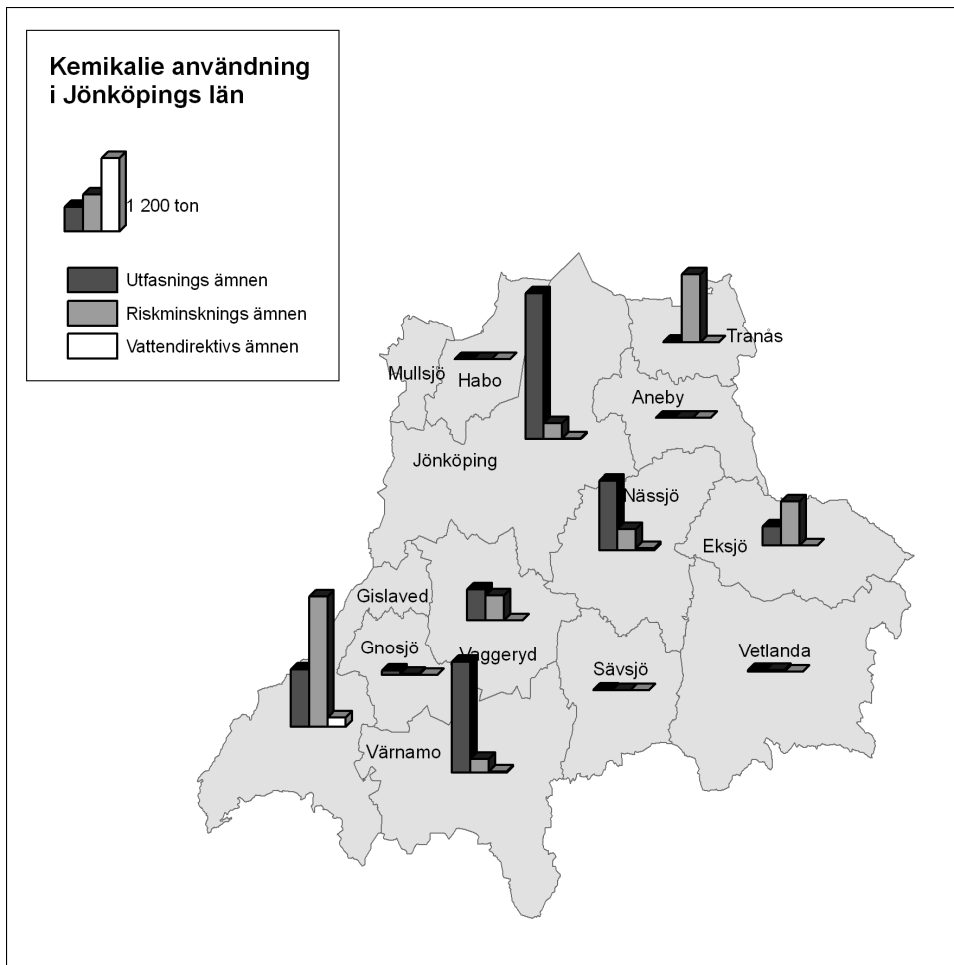 Kemikalie användning
i Jönköpings län
1 200 ton
Utfasnings ämnen
Riskminsknings ämnen
Vattendirektivs ämnen
Tranås
Mullsjö
Habo
Aneby
Jönköping
Nässjö
Eksjö
Gislaved
Gnosjö
Vaggeryd
Sävsjö
Vetlanda
Värnamo